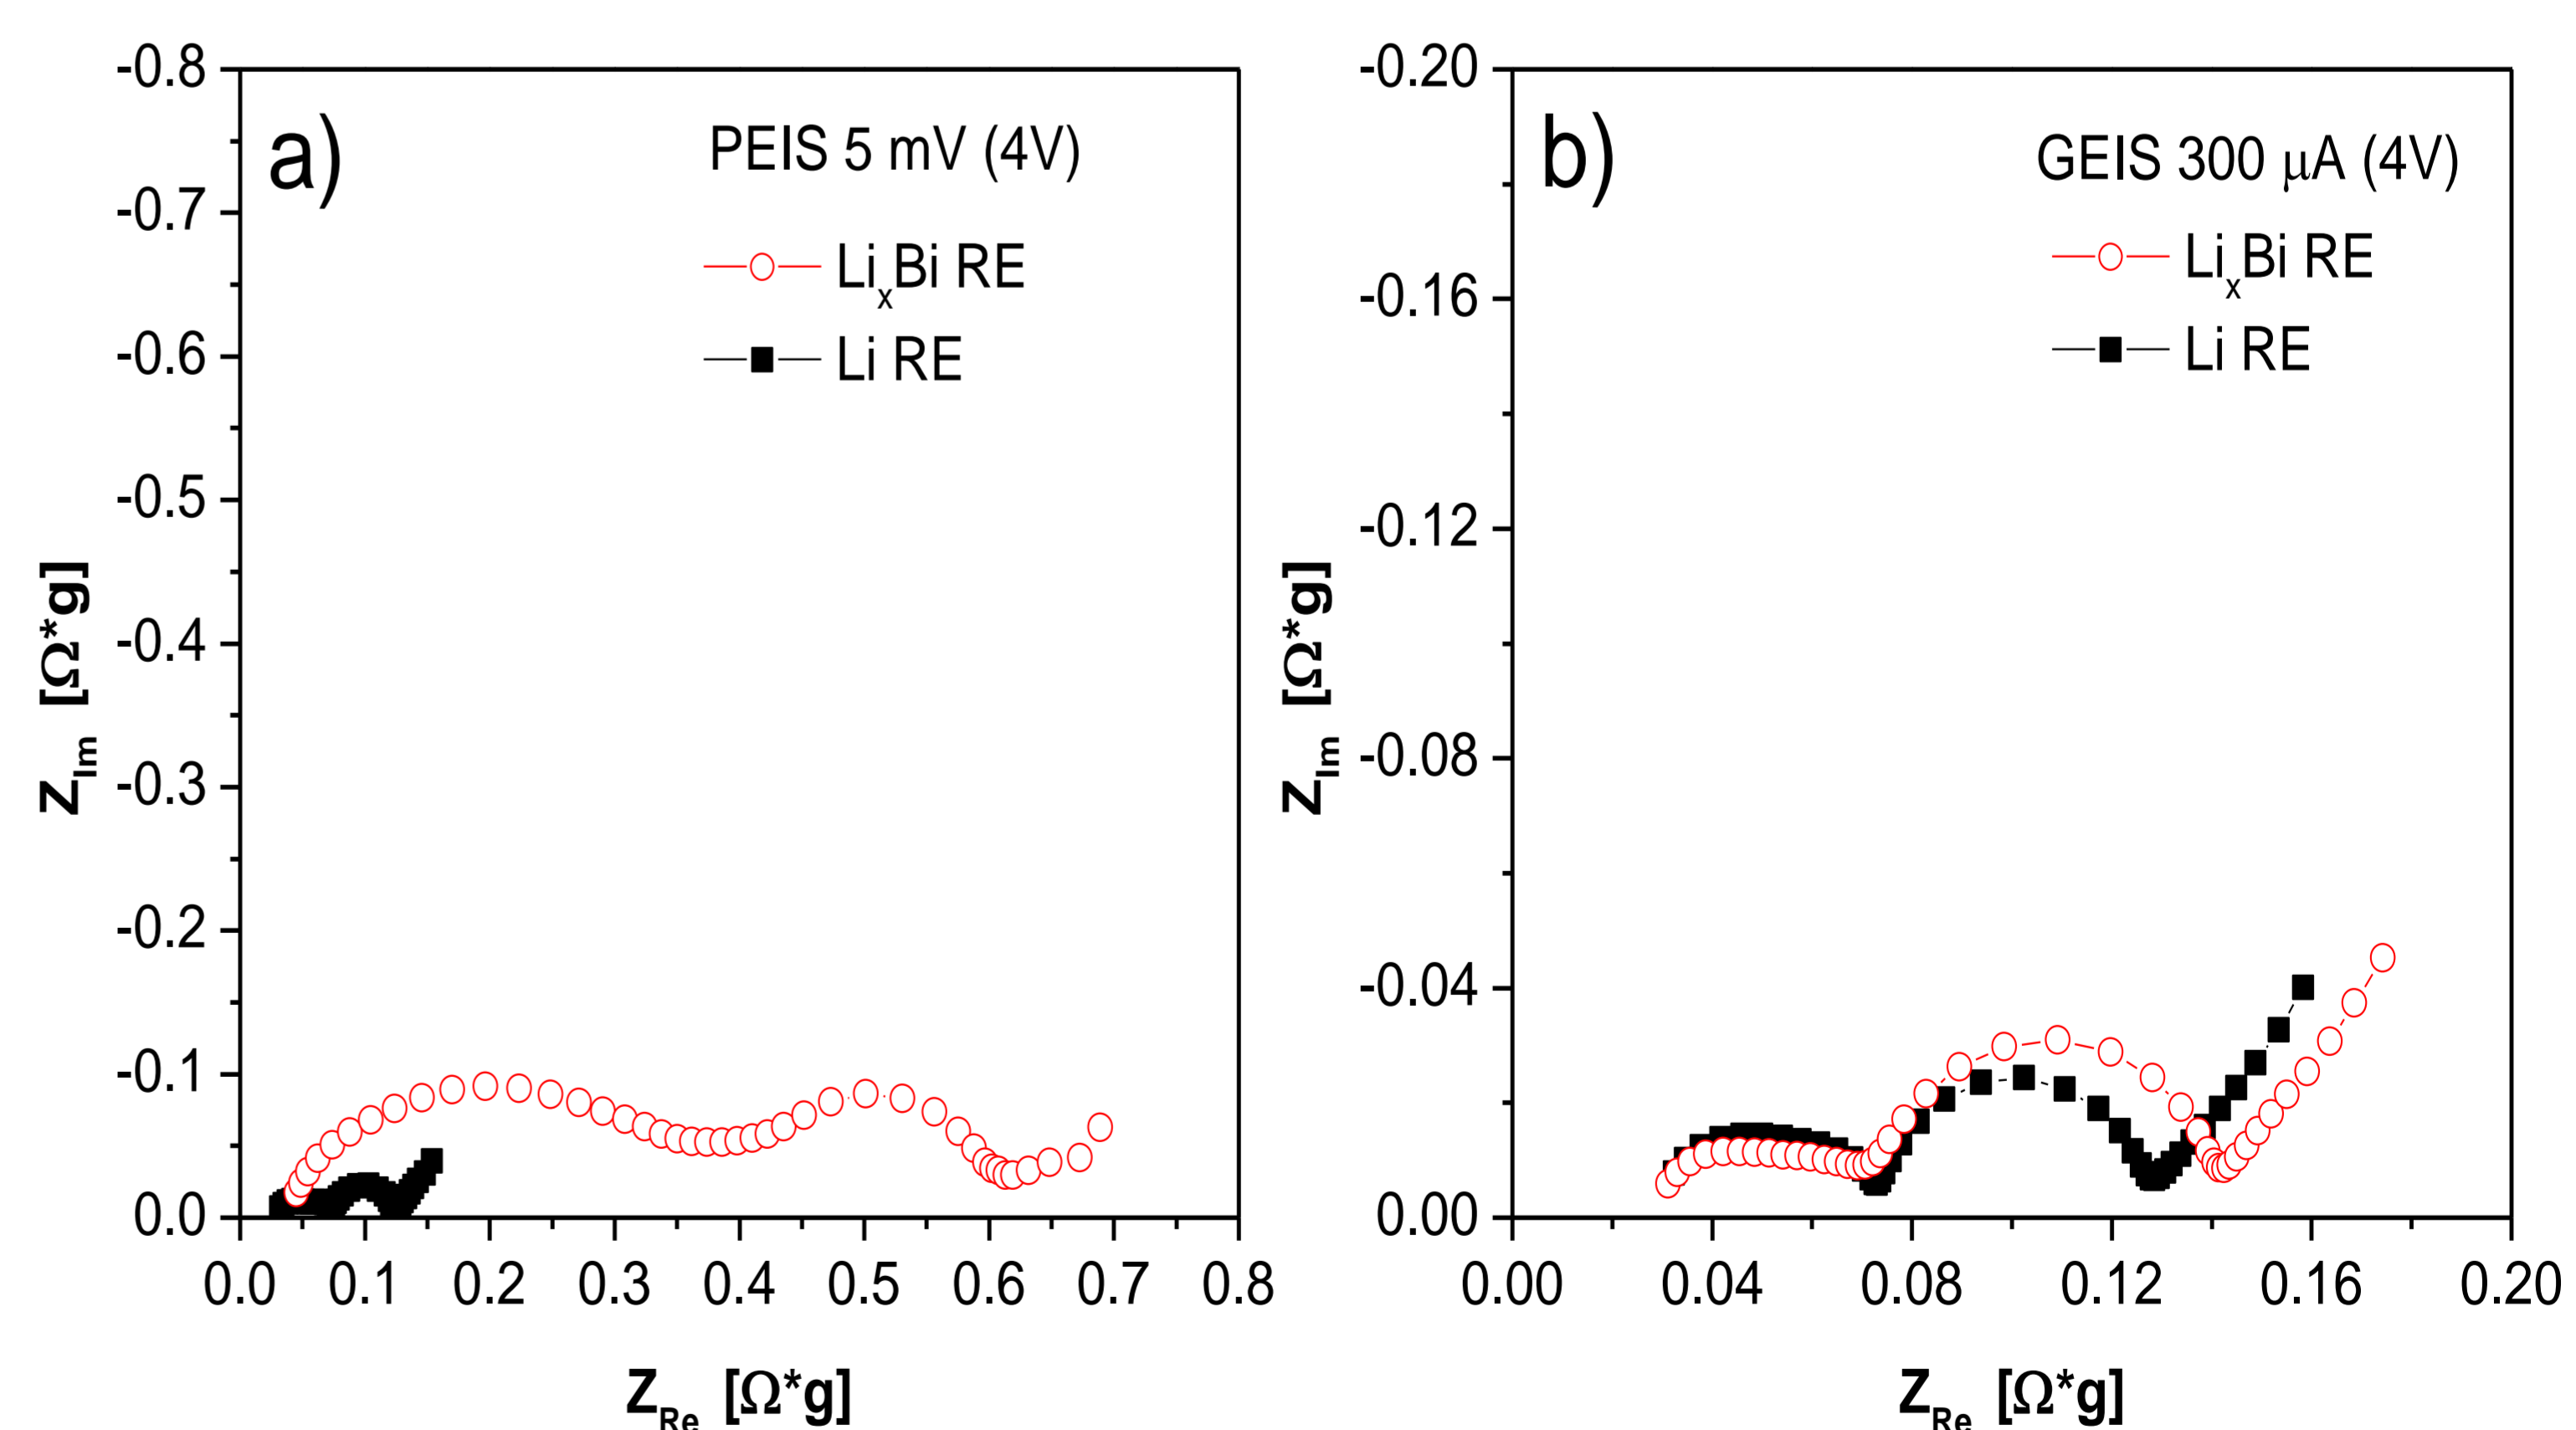 a)
PEIS 5 mV (4V)
LixBi RE
Li RE
-0.8
-0.7
-0.6
-0.5
-0.4
-0.3
-0.2
-0.1
0.0
ZIm [Ω*g]
0.0 0.1 0.2 0.3 0.4 0.5 0.6 0.7 0.8
ZRe [Ω*g]
b)
GEIS 300 μA (4V)
LixBi RE
Li RE
-0.20
-0.16
-0.12
-0.08
-0.04
0.00
ZIm [Ω*g]
0.00 0.04 0.08 0.12 0.16 0.20
ZRe [Ω*g]